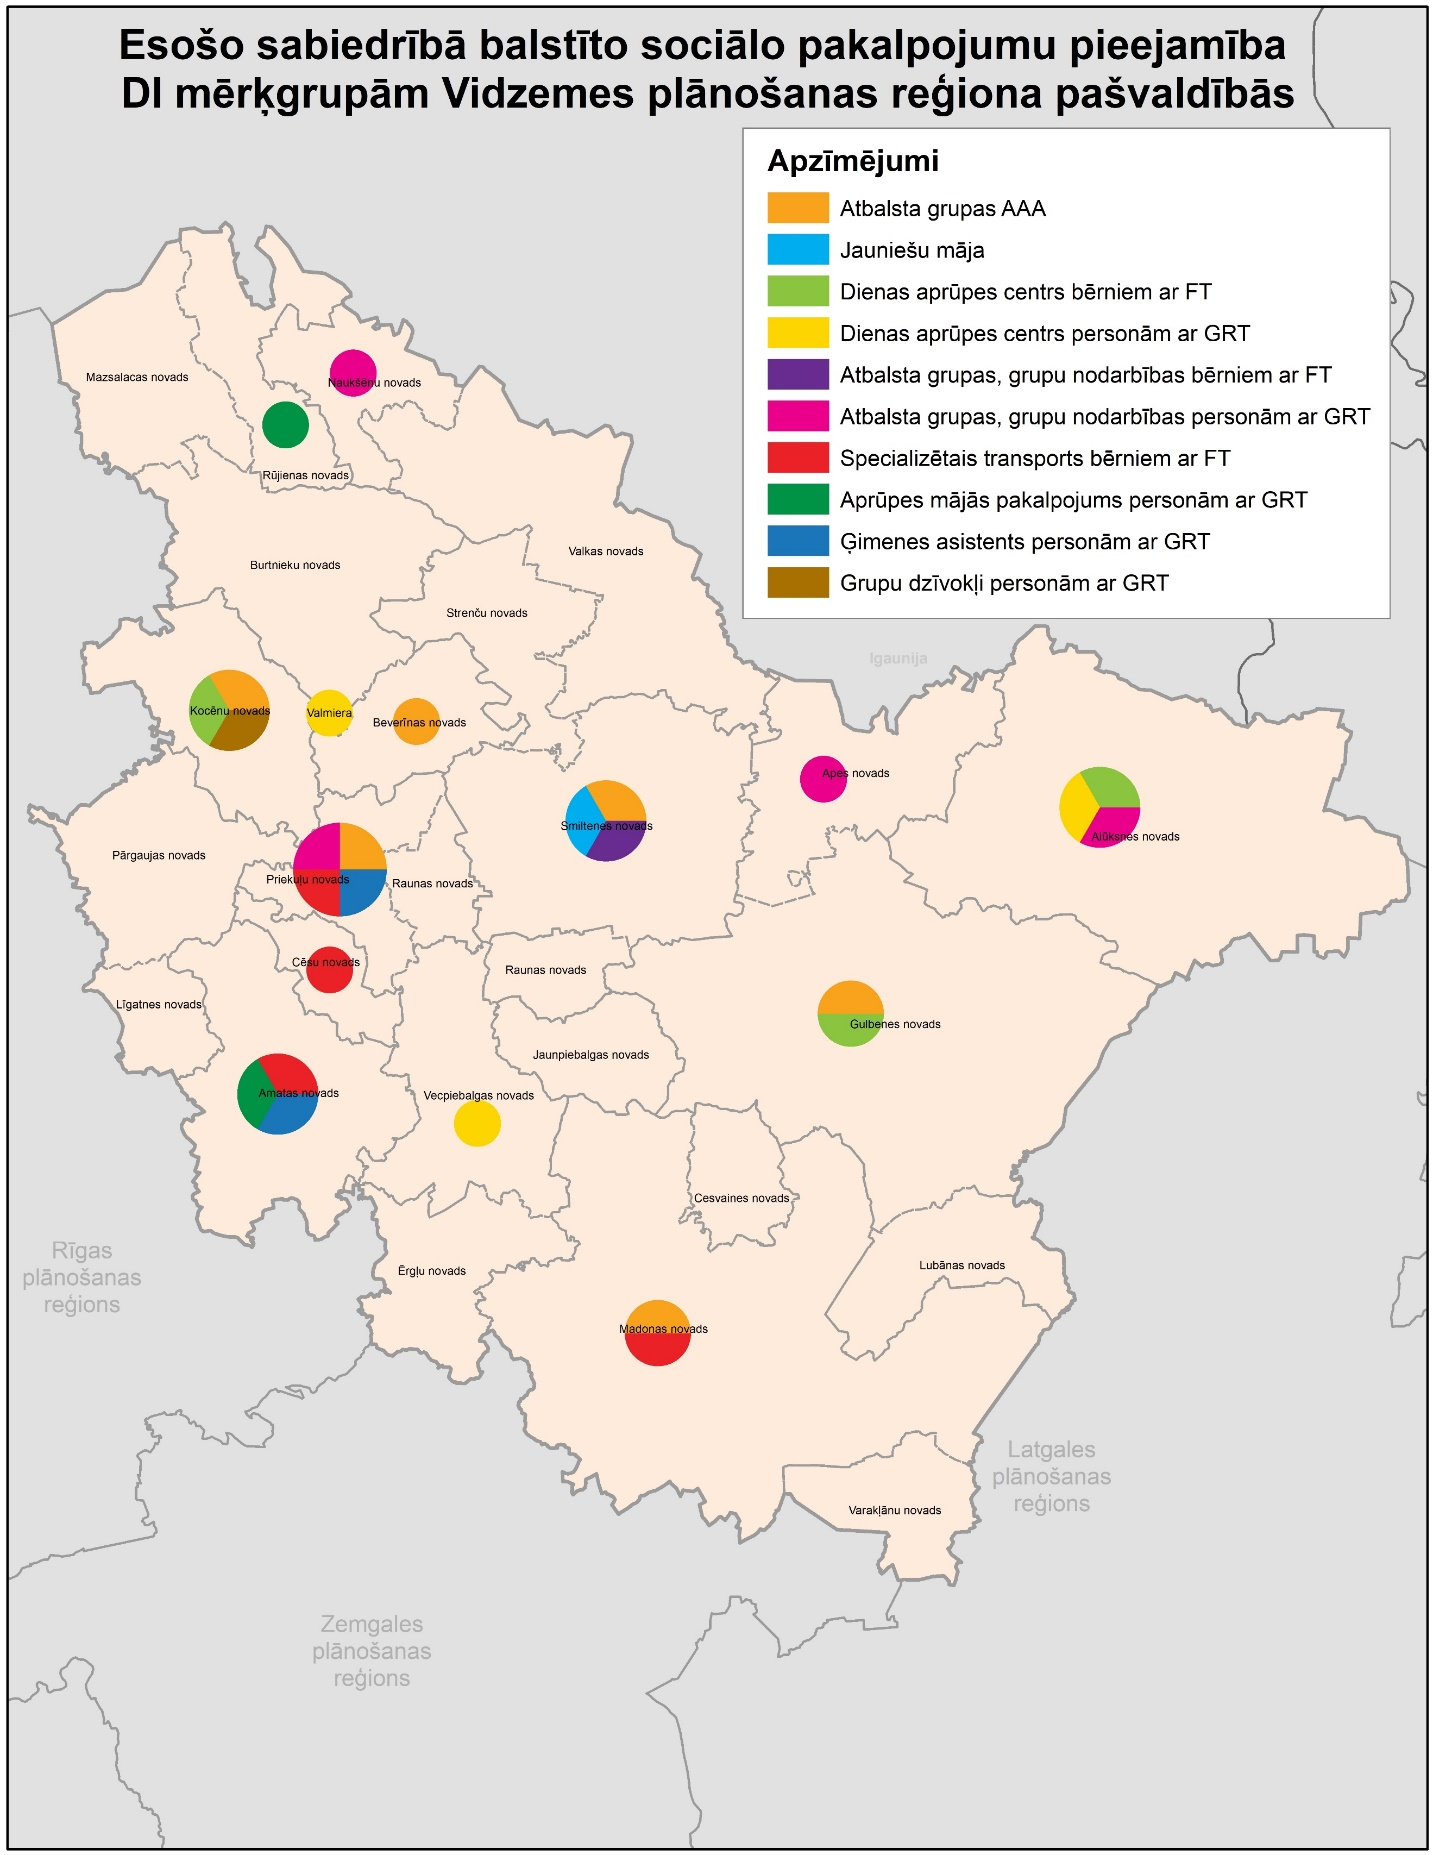 Esošo sabiedrībā balstīto sociālo pakalpojumu pieejamība
DI mērķgrupām Vidzemes plānošanas reģiona pašvaldībās
Apzīmējumi
Atbalsta grupas AAA
Jauniešu māja
Dienas aprūpes centrs bērniem ar FT
Dienas aprūpes centrs personām ar GRT
Atbalsta grupas, grupu nodarbības bērniem ar FT
Atbalsta grupas, grupu nodarbības personām ar GRT
Specializētais transports bērniem ar FT
Aprūpes mājās pakalpojums personām ar GRT
Ģimenes asistents personām ar GRT
Grupu dzīvokļi personām ar GRT
Mazsalacas novads
Naukšēnu novads
Rūjienas novads
Burtnieku novads
Valkas novads
Strenču novads
Igaunija
Kocēnu novads
Valmiera
Beverīnas novads
Apes novads
Smiltenes novads
Alūksnes novads
Pārgaujas novads
Priekuļu novads
Raunas novads
Cēsu novads
Raunas novads
Līgatnes novads
Gulbenes novads
Jaunpiebalgas novads
Amatas novads
Vecpiebalgas novads
Cesvaines novads
Rīgas
plānošanas
reģions
Ērgļu novads
Lubānas novads
Madonas novads
Latgales
plānošanas
reģions
Varakļānu novads
Zemgales
plānošanas
reģions